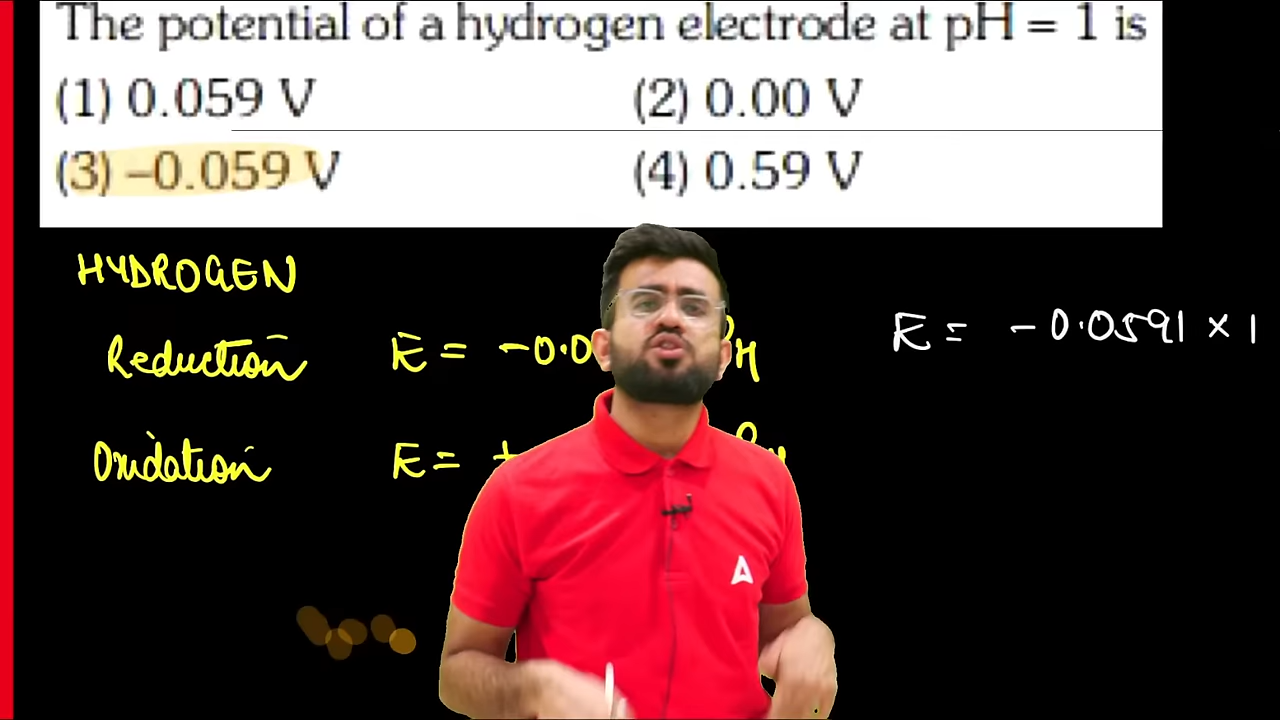 The potential of a hydrogen electrode at pH = 1 is
(1) 0.059 V (2) 0.00 V
(3) –0.059 V (4) 0.59 V
HYDROGEN
Reduction E = -0.0
E = -0.0591 × 1
Oxidation E = +